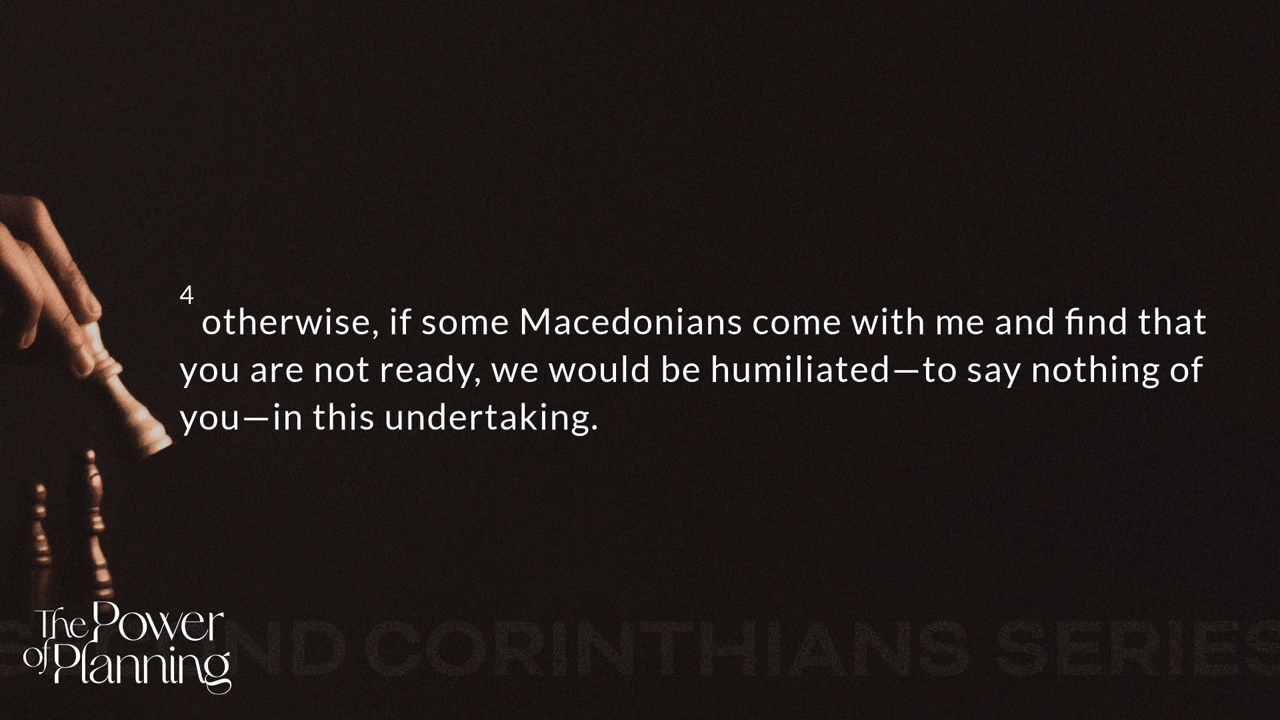 4
otherwise, if some Macedonians come with me and find that
you are not ready, we would be humiliated—to say nothing of
you—in this undertaking.
The Power
of Planning
ND CORINTHIANS SERIES